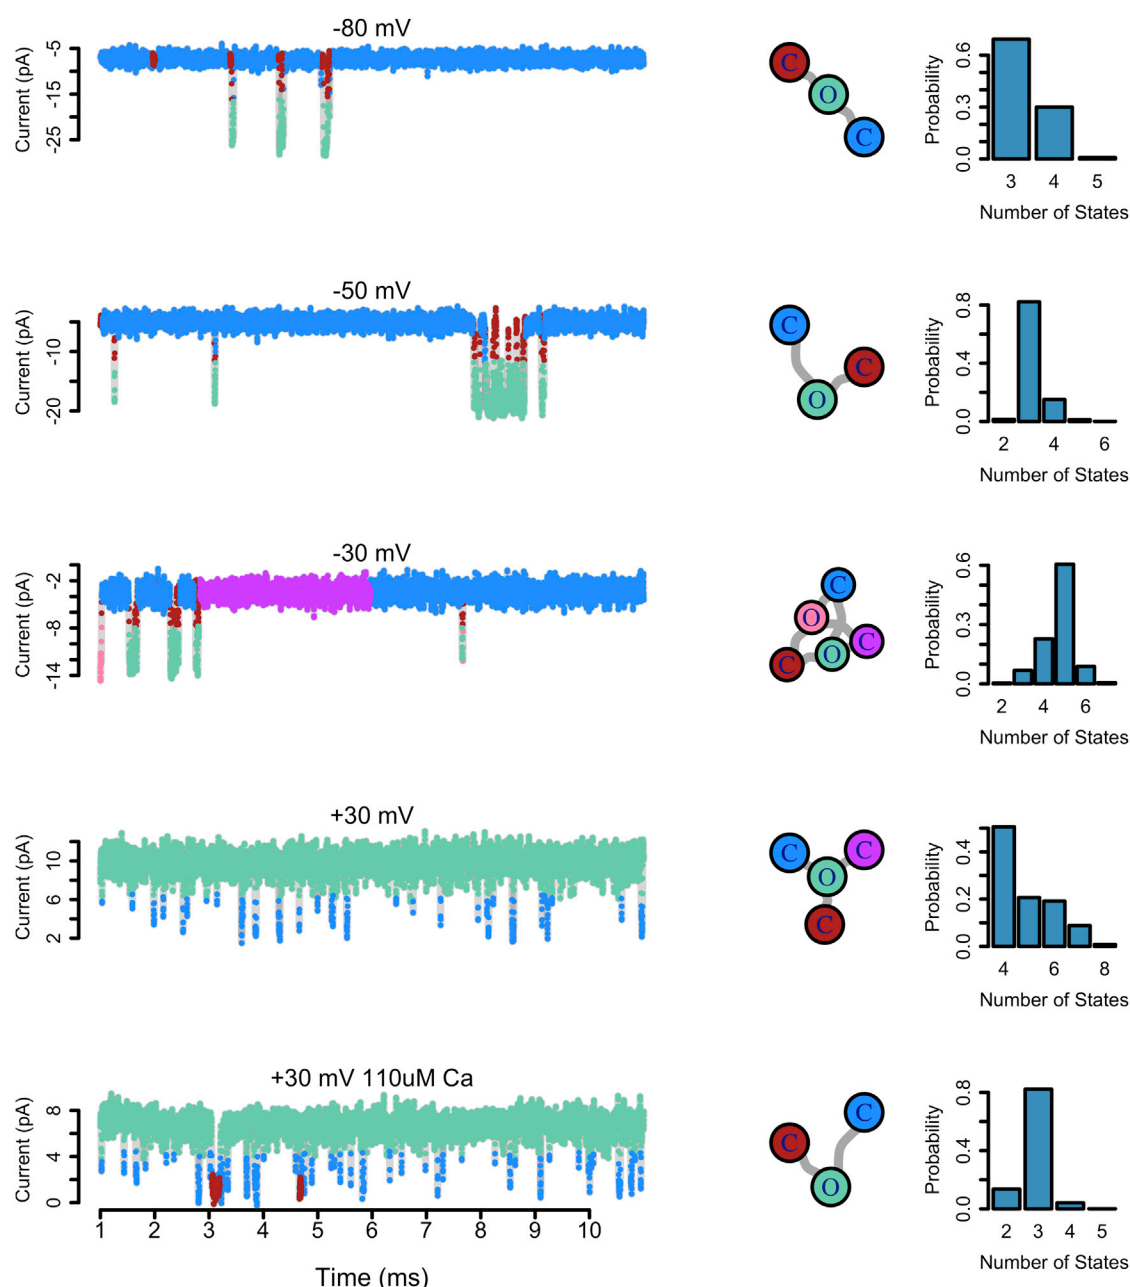 -80 mV
Current (pA)
-5
-15
-25
C
O
C
Probability
0.6
0.3
0.0
3 4 5
Number of States
-50 mV
Current (pA)
-10
-20
C
C
O
Probability
0.8
0.4
0.0
2 4 6
Number of States
-30 mV
Current (pA)
-2
-8
-14
C
O
C
O
C
Probability
0.6
0.3
0.0
2 4 6
Number of States
+30 mV
Current (pA)
10
6
2
C
C
O
C
Probability
0.4
0.2
0.0
4 6 8
Number of States
+30 mV 110uM Ca
Current (pA)
8
4
0
1 2 3 4 5 6 7 8 9 10
Time (ms)
C
C
O
Probability
0.8
0.4
0.0
2 3 4 5
Number of States